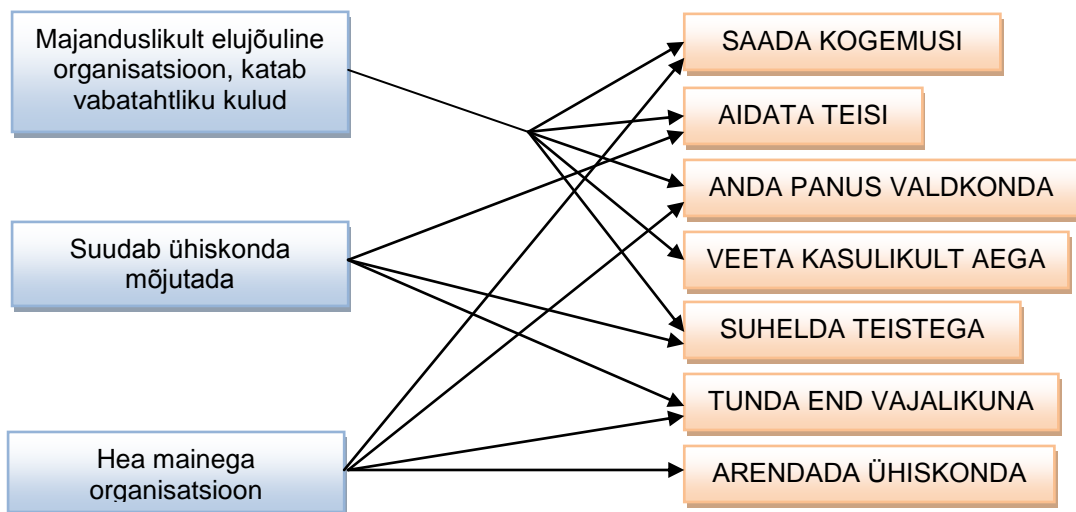 Majanduslikult elujõuline
organisatsioon, katab
vabatahtliku kulud
Suudab ühiskonda
mõjutada
Hea mainega
organisatsioon
SAADA KOGEMUSI
AIDATA TEISI
ANDA PANUS VALDKONDA
VEETA KASULIKULT AEGA
SUHELDA TEISTEGA
TUNDA END VAJALIKUNA
ARENDADA ÜHISKONDA